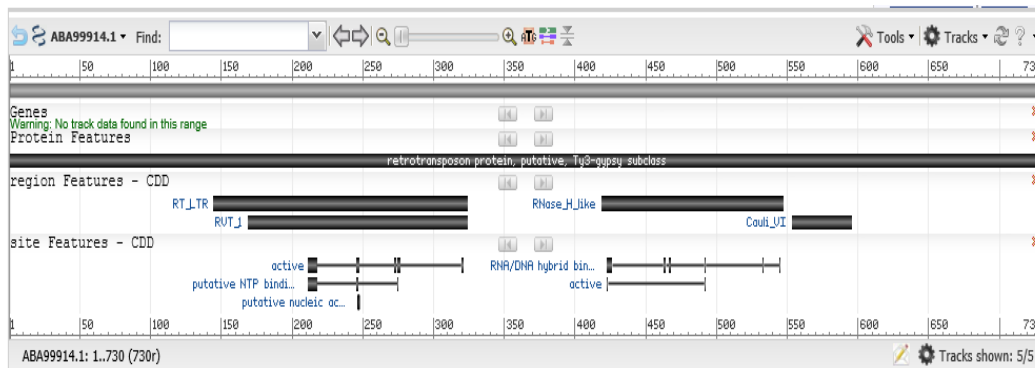 ABA99914.1 Find: Tools Tracks ?
1 50 100 150 200 250 300 350 400 450 500 550 600 650 700 73
Genes
Warning: No track data found in this range
Protein Features
retrotransposon protein, putative, Ty3-gypsy subclass
region Features - CDD
RT_LTR RNase_H_like
RVT_1 Cauli_VI
site Features - CDD
active RNA/DNA hybrid bin...
putative NTP bindi... active
putative nucleic ac...
1 50 100 150 200 250 300 350 400 450 500 550 600 650 700 73
ABA99914.1: 1..730 (730r) Tracks shown: 5/5